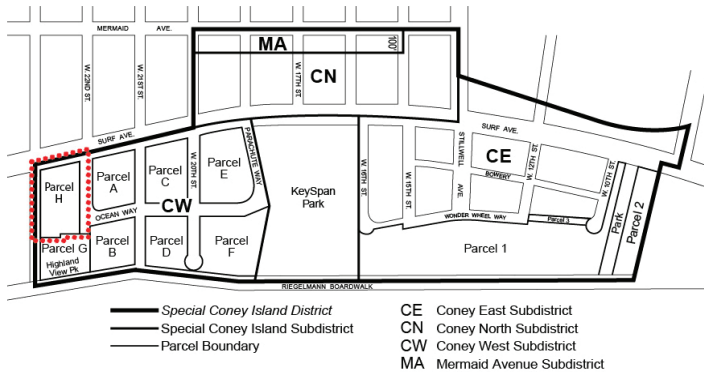 MERMAID AVE.
MA
100'
CN
W. 22ND ST.
W. 21ST ST.
W. 17TH ST.
SURF AVE.
SURF AVE.
Parcel
H
Parcel
A
Parcel
C
W. 20TH ST.
Parcel
E
PARACHUTE WAY
KeySpan
Park
W. 16TH ST.
W. 15TH ST.
STILLWELL
AVE.
CE
BOWERY
W. 12TH ST.
W. 10TH ST.
OCEAN WAY
CW
WONDER WHEEL WAY
Parcel 3
Park
Parcel 2
Parcel G
Highland
View Pk
Parcel
B
Parcel
D
Parcel
F
Parcel 1
RIEGELMANN BOARDWALK
Special Coney Island District
Special Coney Island Subdistrict
Parcel Boundary
CE Coney East Subdistrict
CN Coney North Subdistrict
CW Coney West Subdistrict
MA Mermaid Avenue Subdistrict